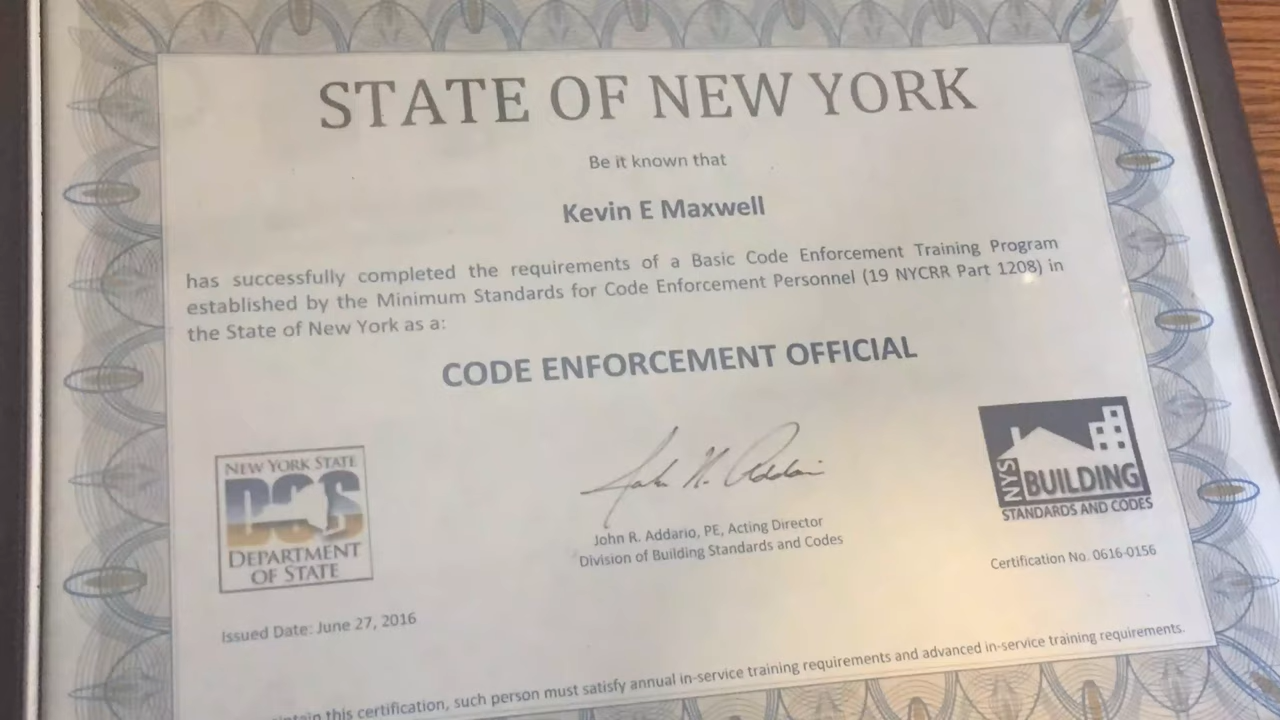 STATE OF NEW YORK
Be it known that
Kevin E Maxwell
has successfully completed the requirements of a Basic Code Enforcement Training Program
established by the Minimum Standards for Code Enforcement Personnel (19 NYCRR Part 1208) in
the State of New York as a:
CODE ENFORCEMENT OFFICIAL
NEW YORK STATE
DOS
DEPARTMENT
OF STATE
John R. Addario, PE, Acting Director
Division of Building Standards and Codes
NYS
BUILDING
STANDARDS AND CODES
Certification No. 0616-0156
Issued Date: June 27, 2016
this certification, such person must satisfy annual in-service training requirements and advanced in-service training requirements.